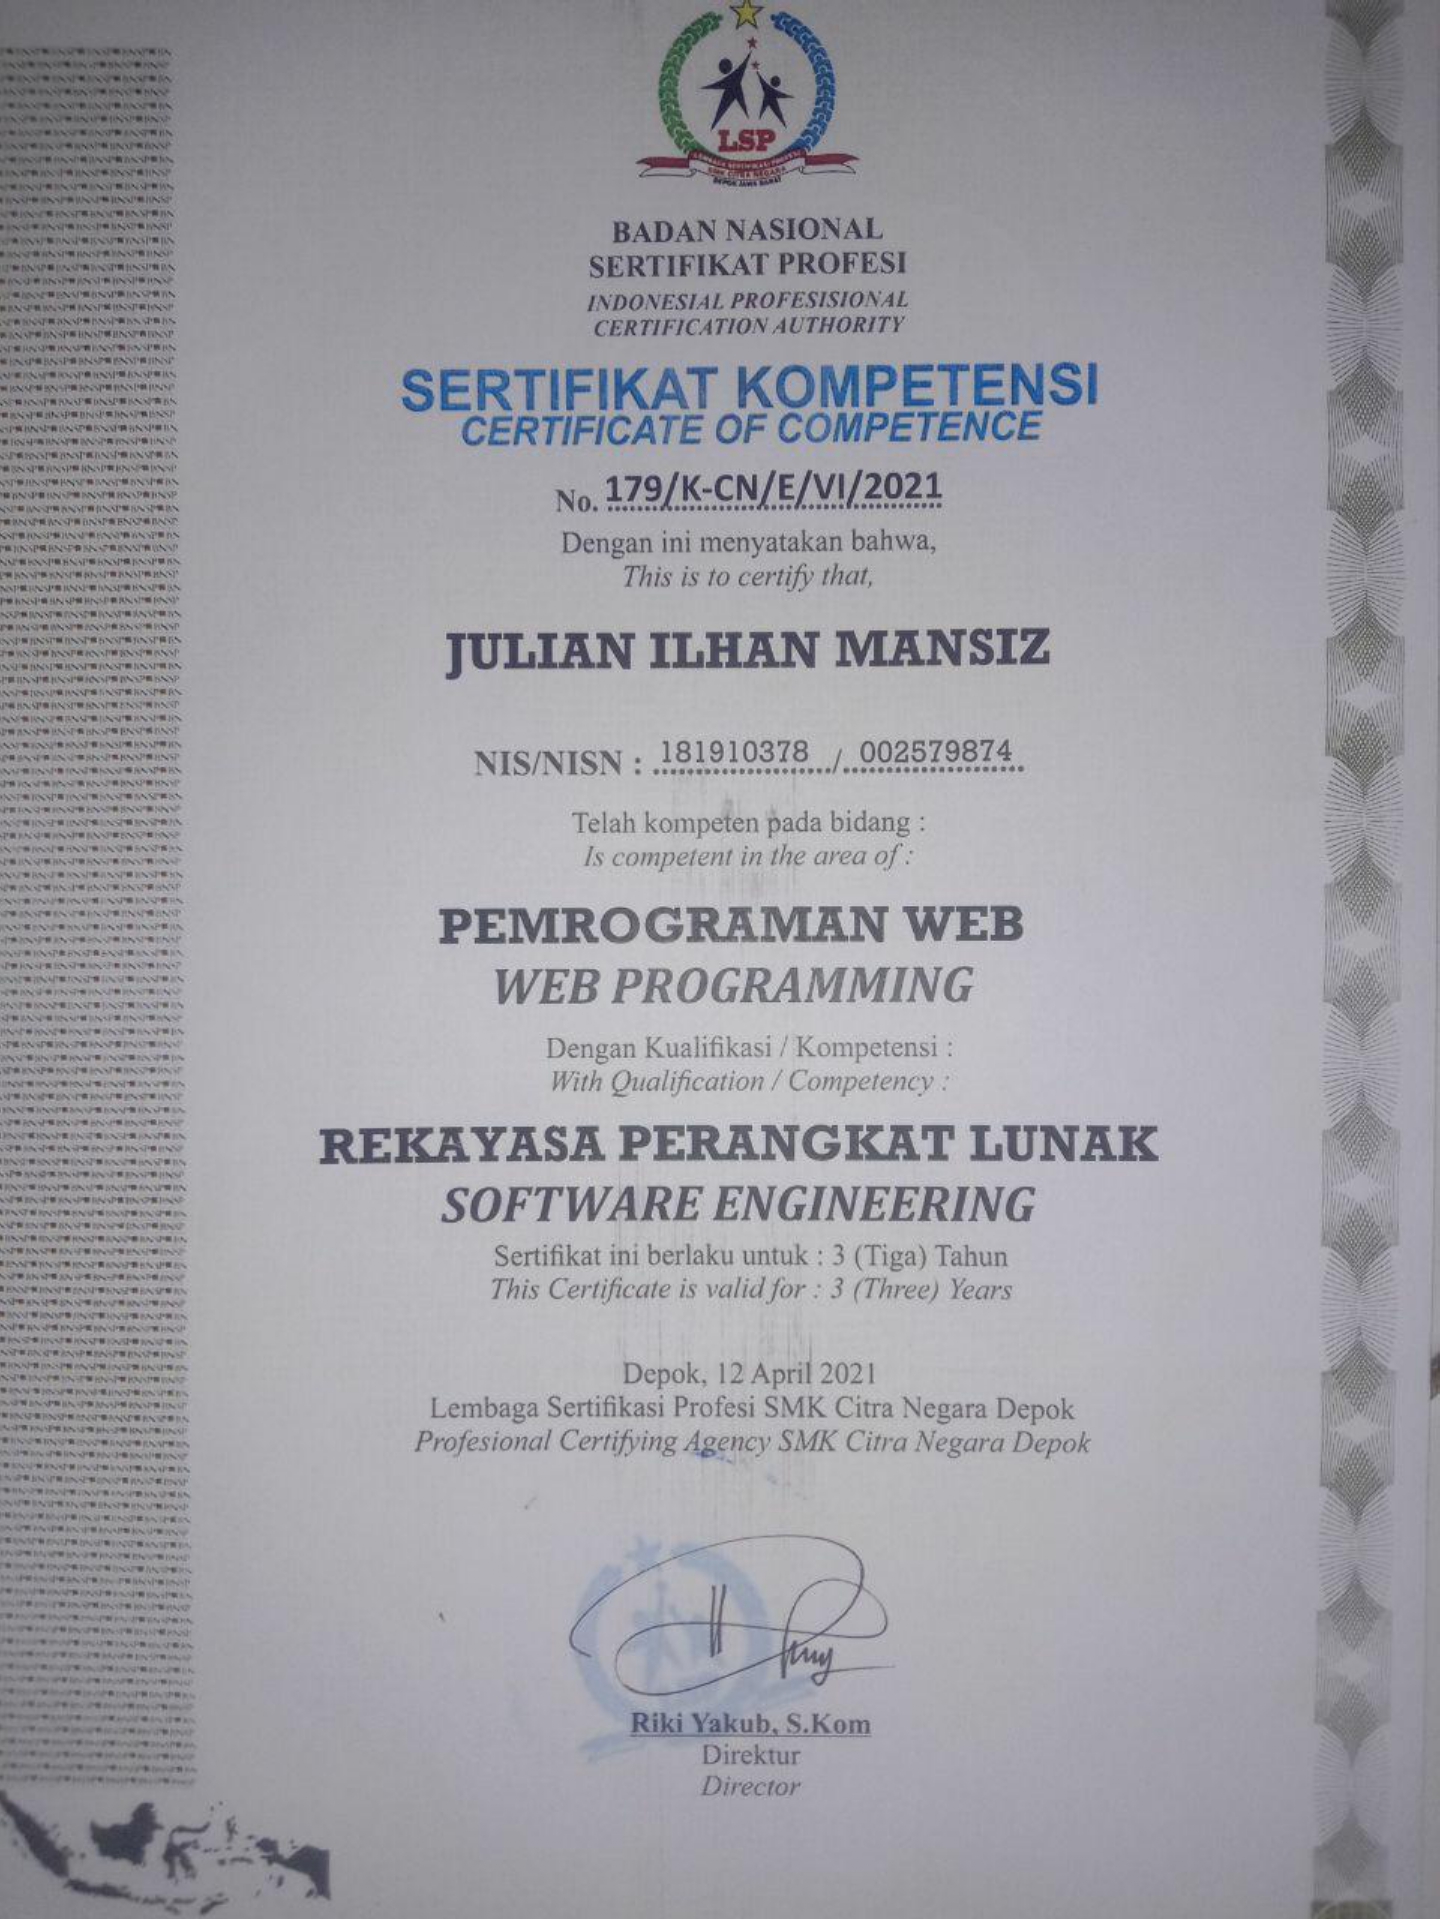 LSP
LEMBAGA SERTIFIKASI PROFESI
SMK CITRA NEGARA
DEPOK JAWA BARAT
BADAN NASIONAL
SERTIFIKAT PROFESI
INDONESIAL PROFESISIONAL
CERTIFICATION AUTHORITY
SERTIFIKAT KOMPETENSI
CERTIFICATE OF COMPETENCE
No. 179/K-CN/E/VI/2021
Dengan ini menyatakan bahwa,
This is to certify that,
JULIAN ILHAN MANSIZ
NIS/NISN : 181910378 / 002579874
Telah kompeten pada bidang :
Is competent in the area of :
PEMROGRAMAN WEB
WEB PROGRAMMING
Dengan Kualifikasi / Kompetensi :
With Qualification / Competency :
REKAYASA PERANGKAT LUNAK
SOFTWARE ENGINEERING
Sertifikat ini berlaku untuk : 3 (Tiga) Tahun
This Certificate is valid for : 3 (Three) Years
Depok, 12 April 2021
Lembaga Sertifikasi Profesi SMK Citra Negara Depok
Profesional Certifying Agency SMK Citra Negara Depok
Riki Yakub, S.Kom
Direktur
Director